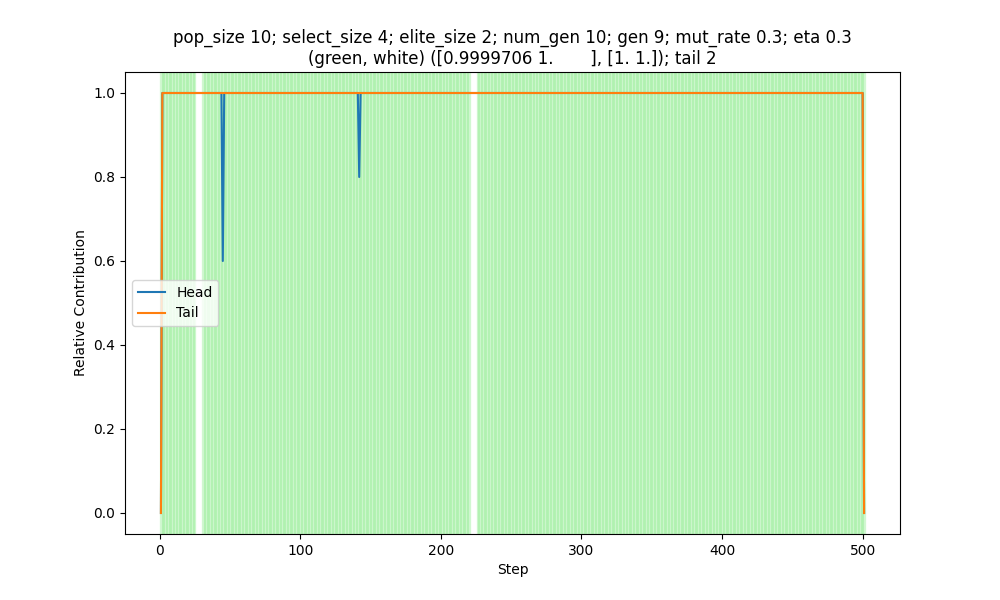 pop_size 10; select_size 4; elite_size 2; num_gen 10; gen 9; mut_rate 0.3; eta 0.3
(green, white) ([0.9999706 1.        ], [1. 1.]); tail 2
1.0
0.8
0.6
0.4
0.2
0.0
Relative Contribution
Head
Tail
0
100
200
300
400
500
Step